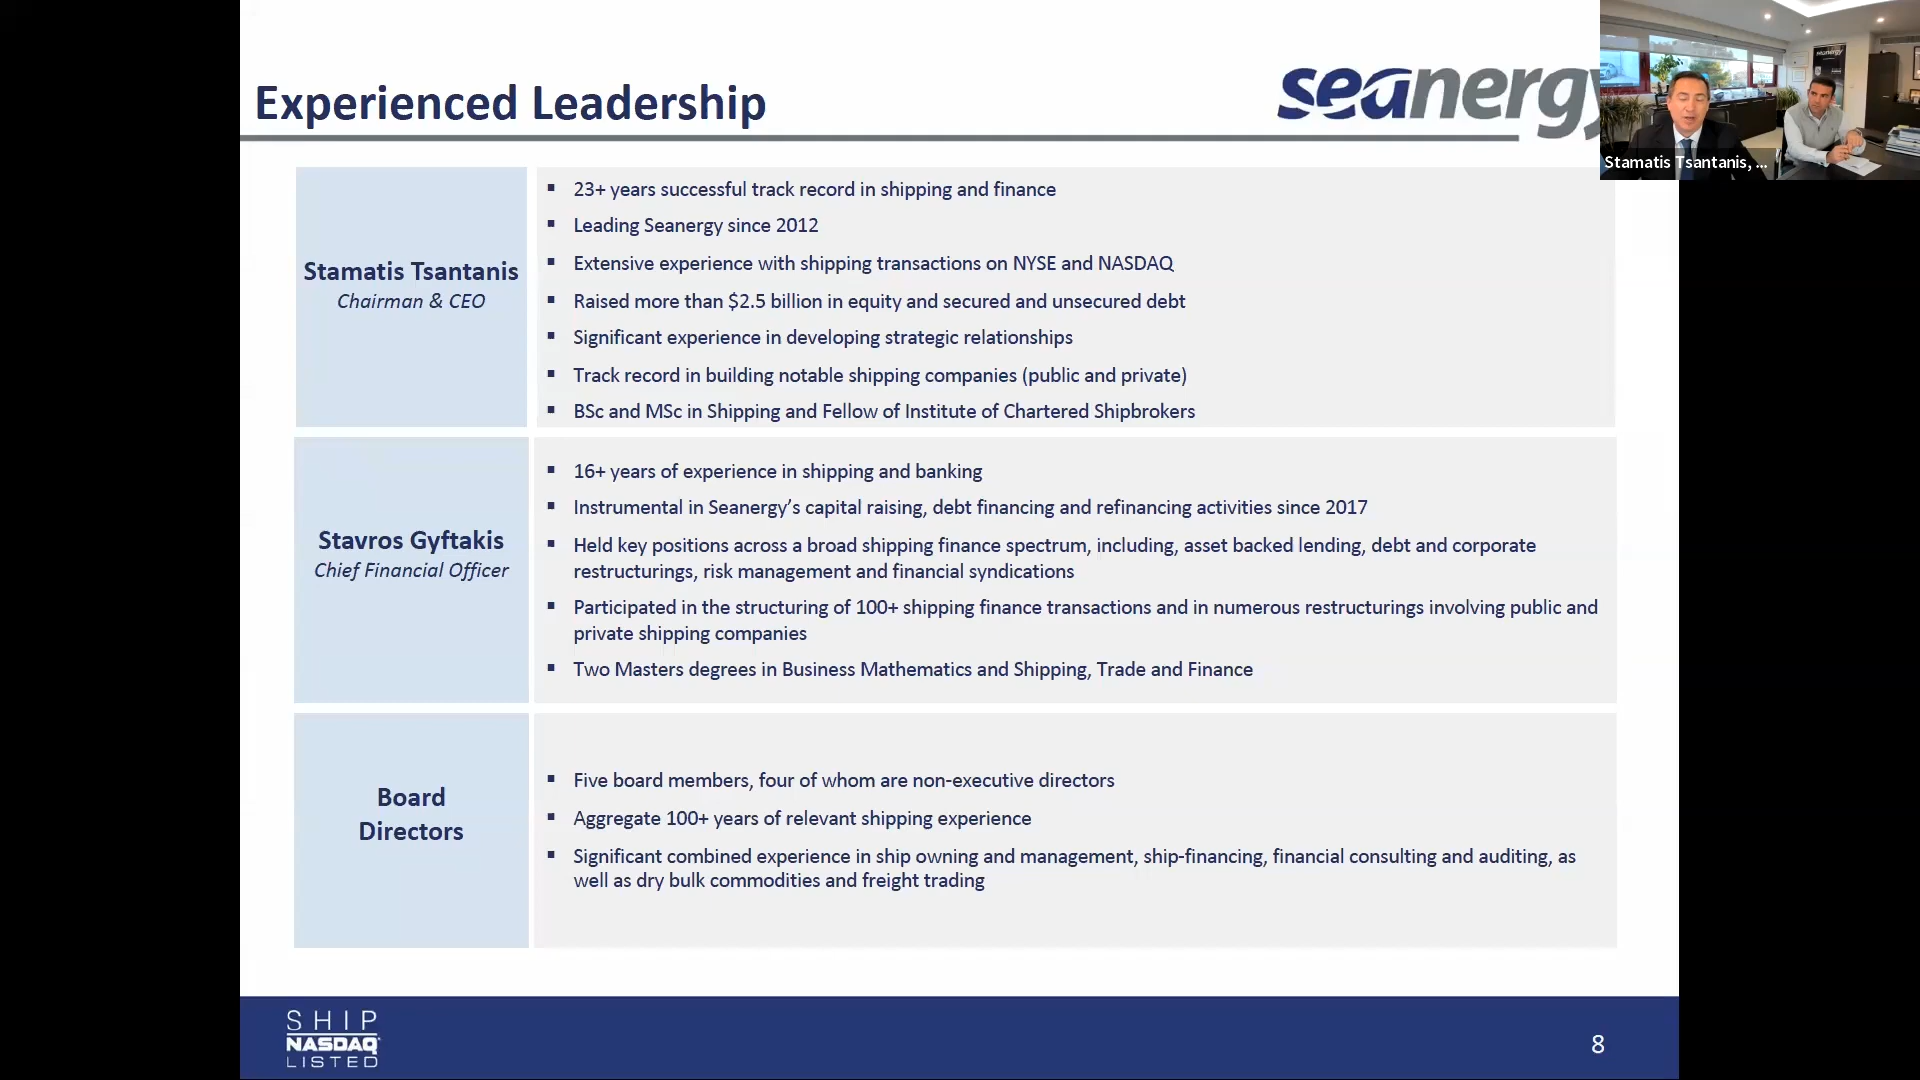 Experienced Leadership
seanergy
Stamatis Tsantanis, ...
Stamatis Tsantanis
Chairman & CEO
▪ 23+ years successful track record in shipping and finance
▪ Leading Seanergy since 2012
▪ Extensive experience with shipping transactions on NYSE and NASDAQ
▪ Raised more than $2.5 billion in equity and secured and unsecured debt
▪ Significant experience in developing strategic relationships
▪ Track record in building notable shipping companies (public and private)
▪ BSc and MSc in Shipping and Fellow of Institute of Chartered Shipbrokers
Stavros Gyftakis
Chief Financial Officer
▪ 16+ years of experience in shipping and banking
▪ Instrumental in Seanergy’s capital raising, debt financing and refinancing activities since 2017
▪ Held key positions across a broad shipping finance spectrum, including, asset backed lending, debt and corporate
restructurings, risk management and financial syndications
▪ Participated in the structuring of 100+ shipping finance transactions and in numerous restructurings involving public and
private shipping companies
▪ Two Masters degrees in Business Mathematics and Shipping, Trade and Finance
Board
Directors
▪ Five board members, four of whom are non-executive directors
▪ Aggregate 100+ years of relevant shipping experience
▪ Significant combined experience in ship owning and management, ship-financing, financial consulting and auditing, as
well as dry bulk commodities and freight trading
SHIP
NASDAQ
LISTED
8